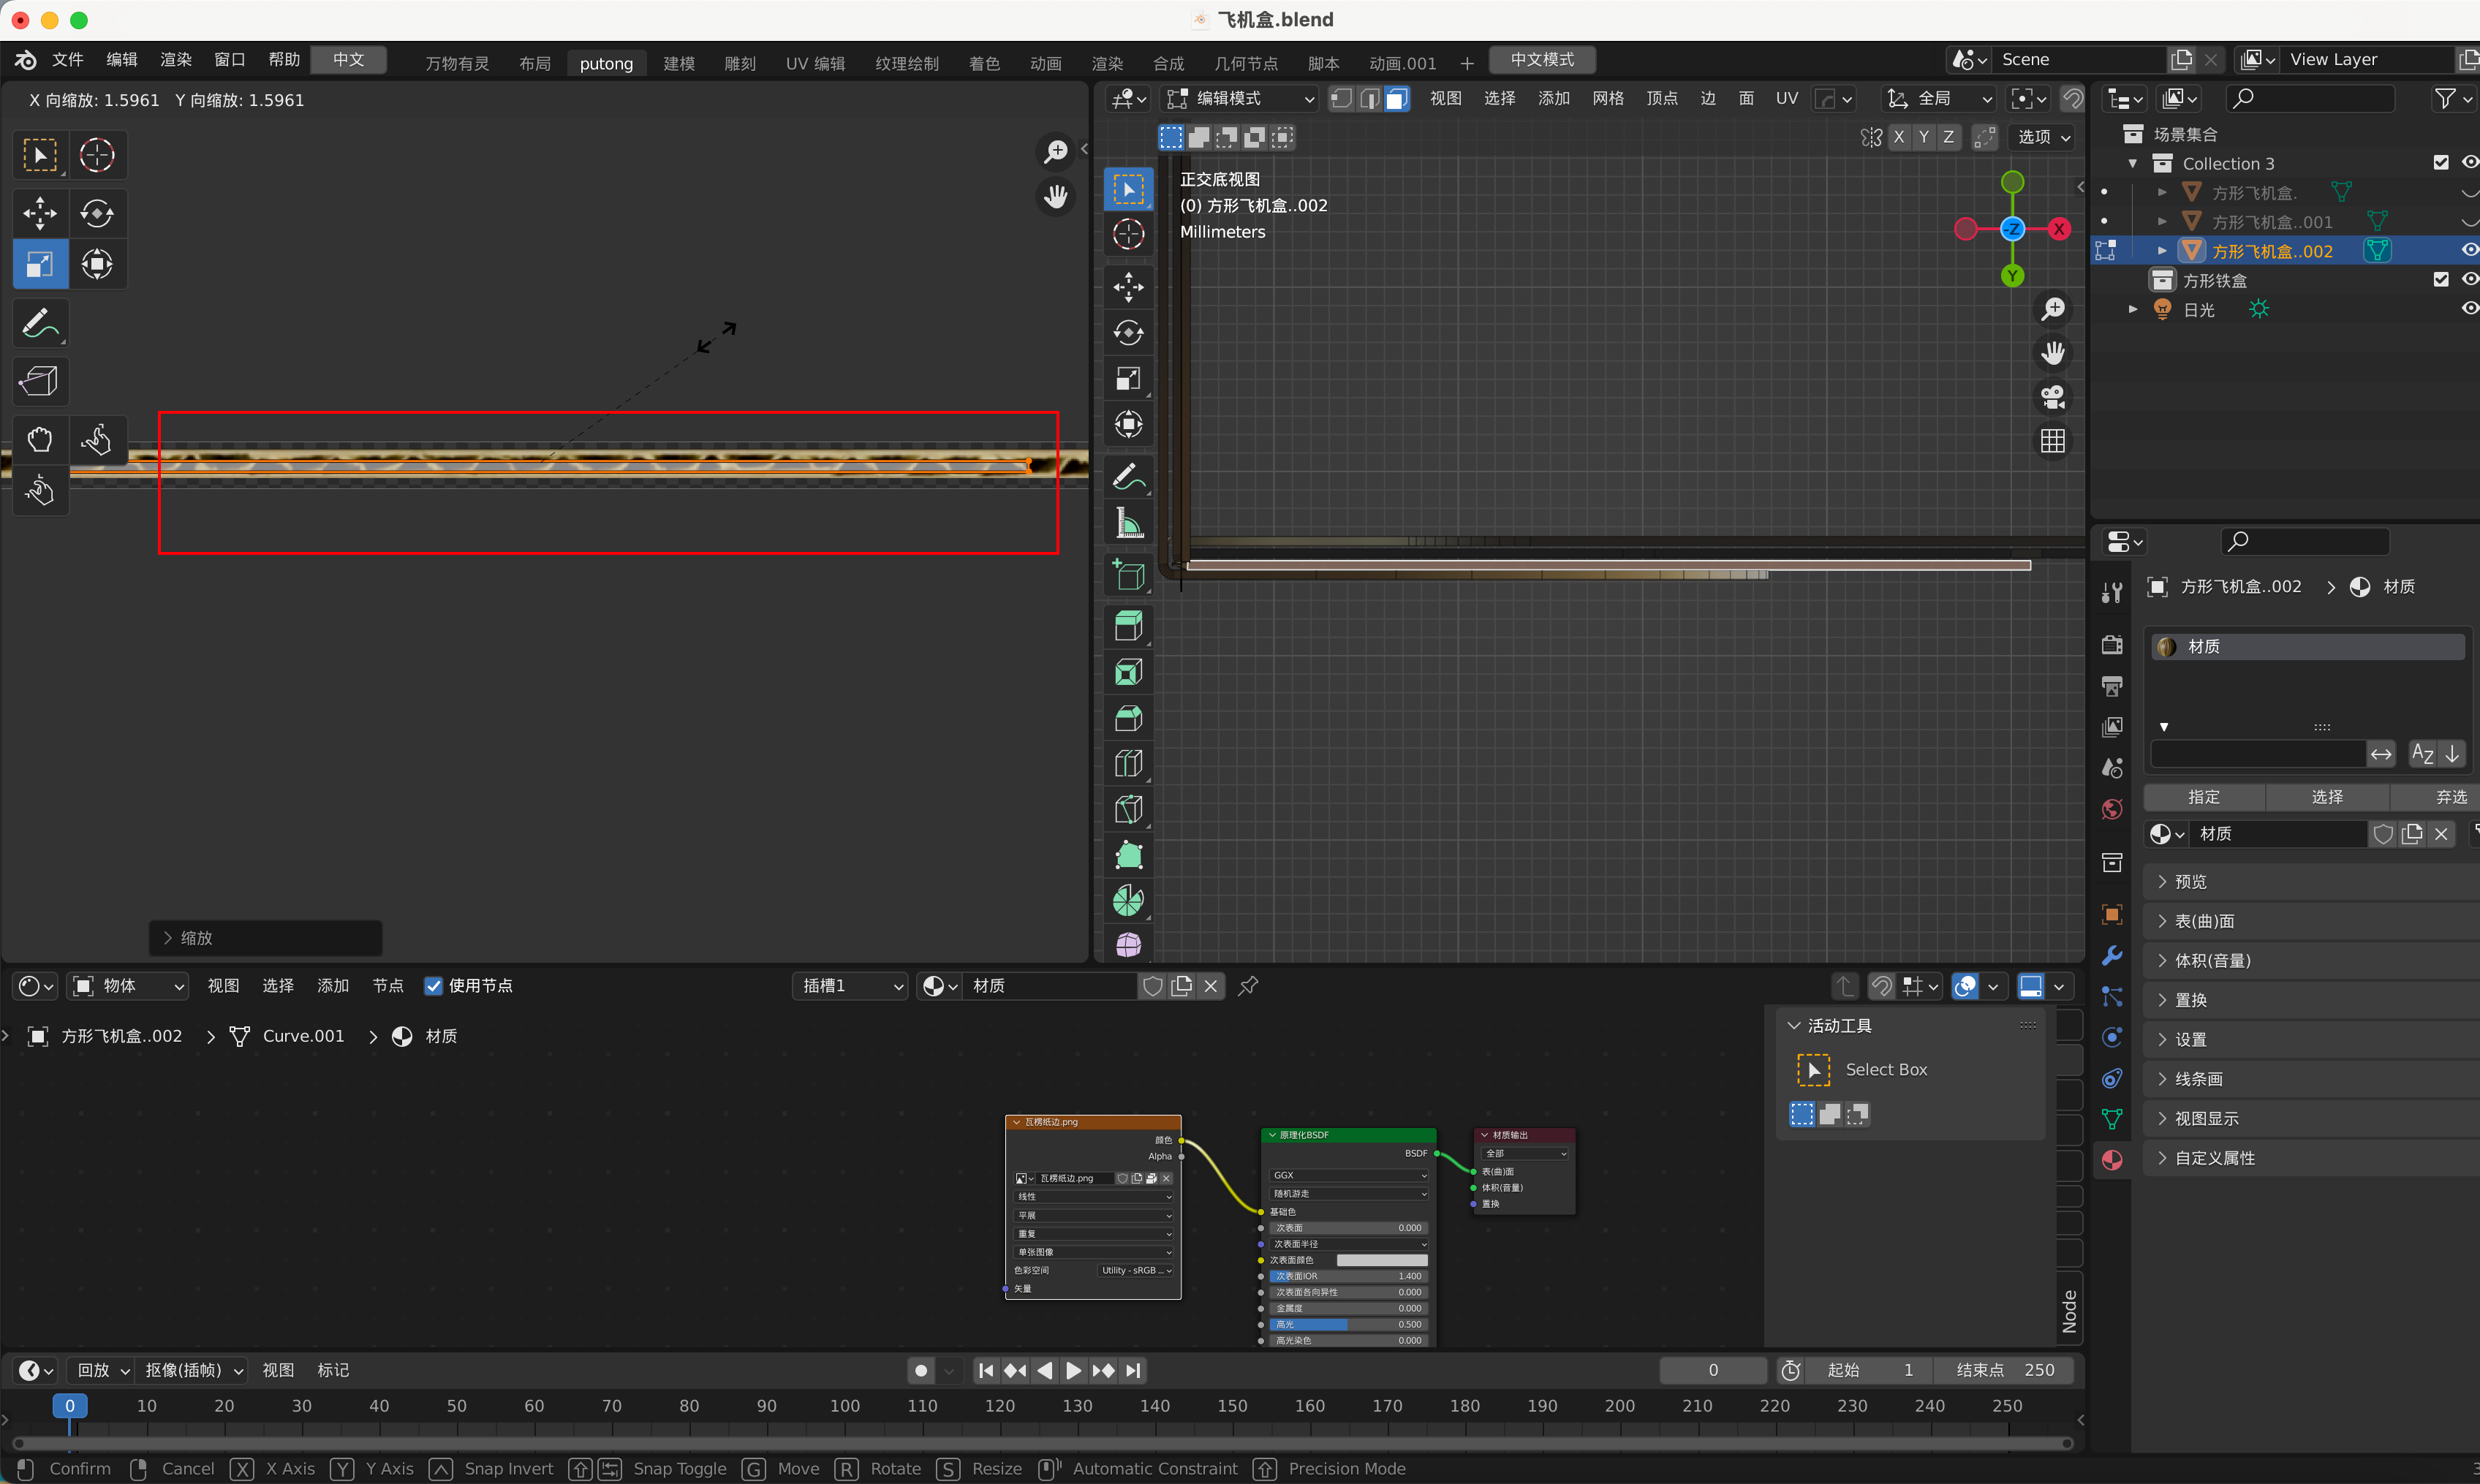 飞机盒.blend
文件 编辑 渲染 窗口 帮助 中文 万物有灵 布局 putong 建模 雕刻 UV 编辑 纹理绘制 着色 动画 渲染 合成 几何节点 脚本 动画.001 + 中文模式 Scene View Layer
X 向缩放: 1.5961 Y 向缩放: 1.5961
编辑模式 视图 选择 添加 网格 顶点 边 面 UV 全局
X Y Z 选项
正交底视图
(0) 方形飞机盒..002
Millimeters
X
Y
-Z
场景集合
Collection 3
方形飞机盒.
方形飞机盒..001
方形飞机盒..002
方形铁盒
日光
方形飞机盒..002 材质
材质
指定 选择 弃选
材质
预览
表(曲)面
体积(音量)
置换
设置
线条画
视图显示
自定义属性
缩放
物体 视图 选择 添加 节点 使用节点 插槽1 材质
方形飞机盒..002 Curve.001 材质
活动工具
Select Box
Node
瓦楞纸边.png
颜色
Alpha
瓦楞纸边.png
线性
平展
重复
单张图像
色彩空间 Utility - sRGB ...
矢量
原理化BSDF
BSDF
GGX
随机游走
基础色
次表面 0.000
次表面半径
次表面颜色
次表面IOR 1.400
次表面各向异性 0.000
金属度 0.000
高光 0.500
高光染色 0.000
材质输出
全部
表(曲)面
体积(音量)
置换
回放 抠像(插帧) 视图 标记 0 起始 1 结束点 250
0 10 20 30 40 50 60 70 80 90 100 110 120 130 140 150 160 170 180 190 200 210 220 230 240 250
Confirm Cancel X X Axis Y Y Axis Snap Invert Snap Toggle G Move R Rotate S Resize Automatic Constraint Precision Mode